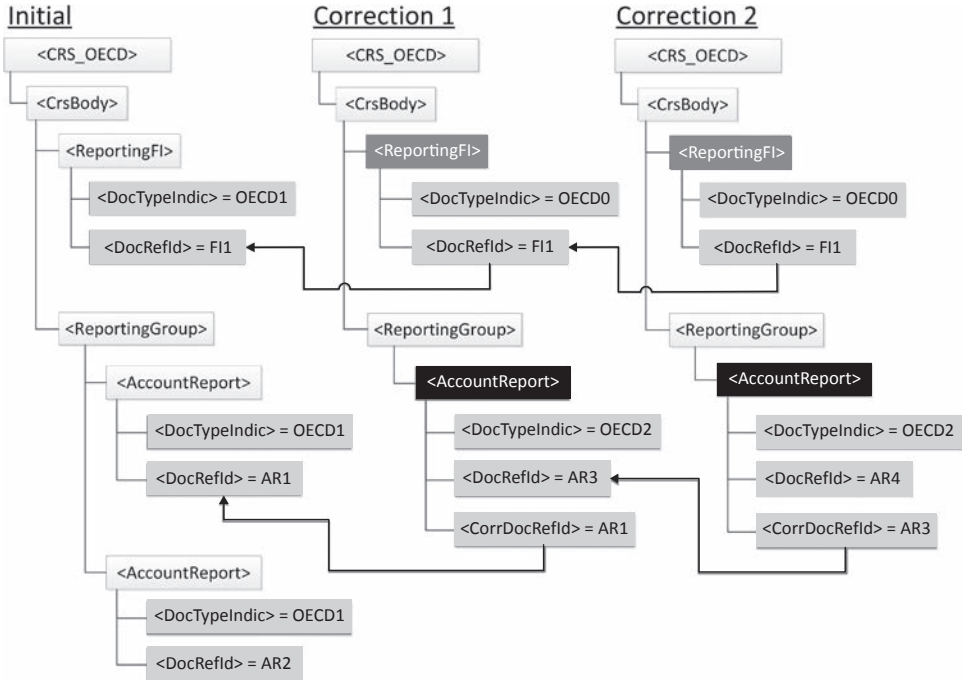 Initial
<CRS_OECD>
<CrsBody>
<ReportingFI>
<DocTypeIndic> = OECD1
<DocRefId> = FI1
<ReportingGroup>
<AccountReport>
<DocTypeIndic> = OECD1
<DocRefId> = AR1
<AccountReport>
<DocTypeIndic> = OECD1
<DocRefId> = AR2
Correction 1
<CRS_OECD>
<CrsBody>
<ReportingFI>
<DocTypeIndic> = OECD0
<DocRefId> = FI1
<ReportingGroup>
<AccountReport>
<DocTypeIndic> = OECD2
<DocRefId> = AR3
<CorrDocRefId> = AR1
Correction 2
<CRS_OECD>
<CrsBody>
<ReportingFI>
<DocTypeIndic> = OECD0
<DocRefId> = FI1
<ReportingGroup>
<AccountReport>
<DocTypeIndic> = OECD2
<DocRefId> = AR4
<CorrDocRefId> = AR3